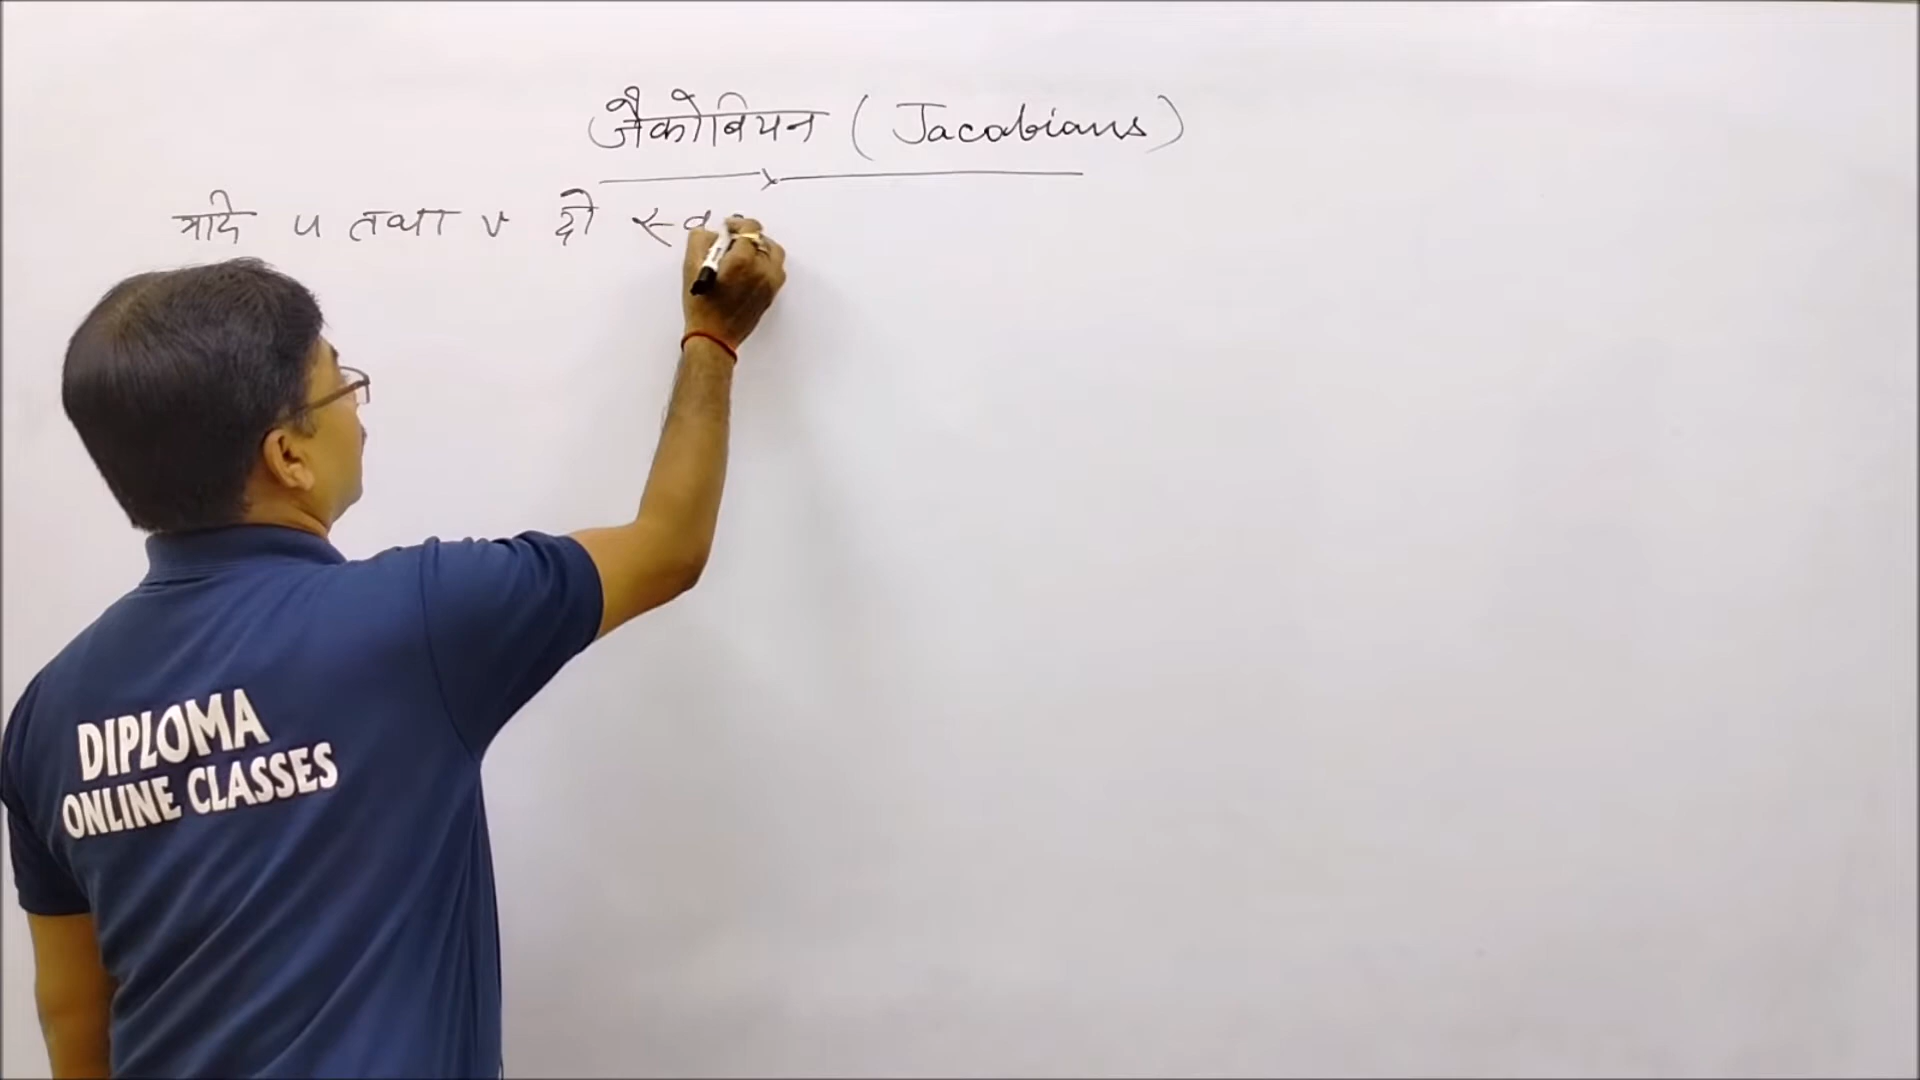 जैकोबियन ( Jacobians )
यदि u तथा v दो स्व
DIPLOMA
ONLINE CLASSES